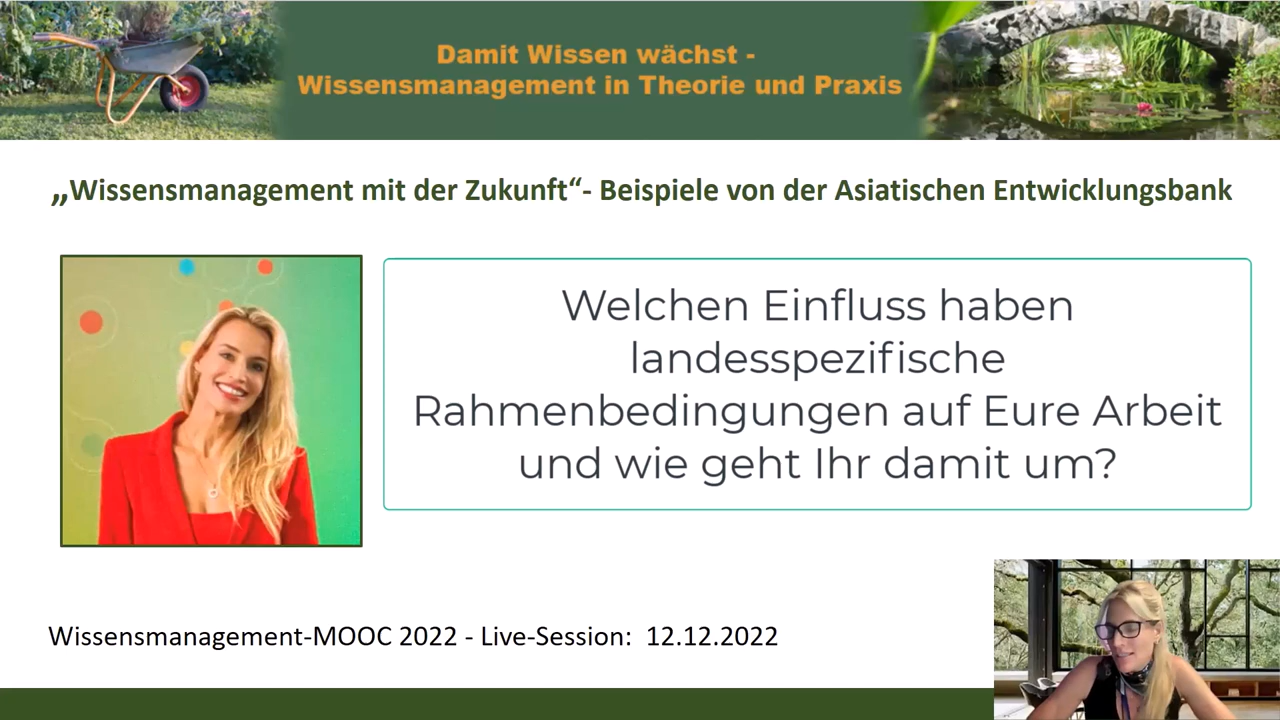 Damit Wissen wächst -
Wissensmanagement in Theorie und Praxis
„Wissensmanagement mit der Zukunft“- Beispiele von der Asiatischen Entwicklungsbank
Welchen Einfluss haben
landesspezifische
Rahmenbedingungen auf Eure Arbeit
und wie geht Ihr damit um?
Wissensmanagement-MOOC 2022 - Live-Session: 12.12.2022